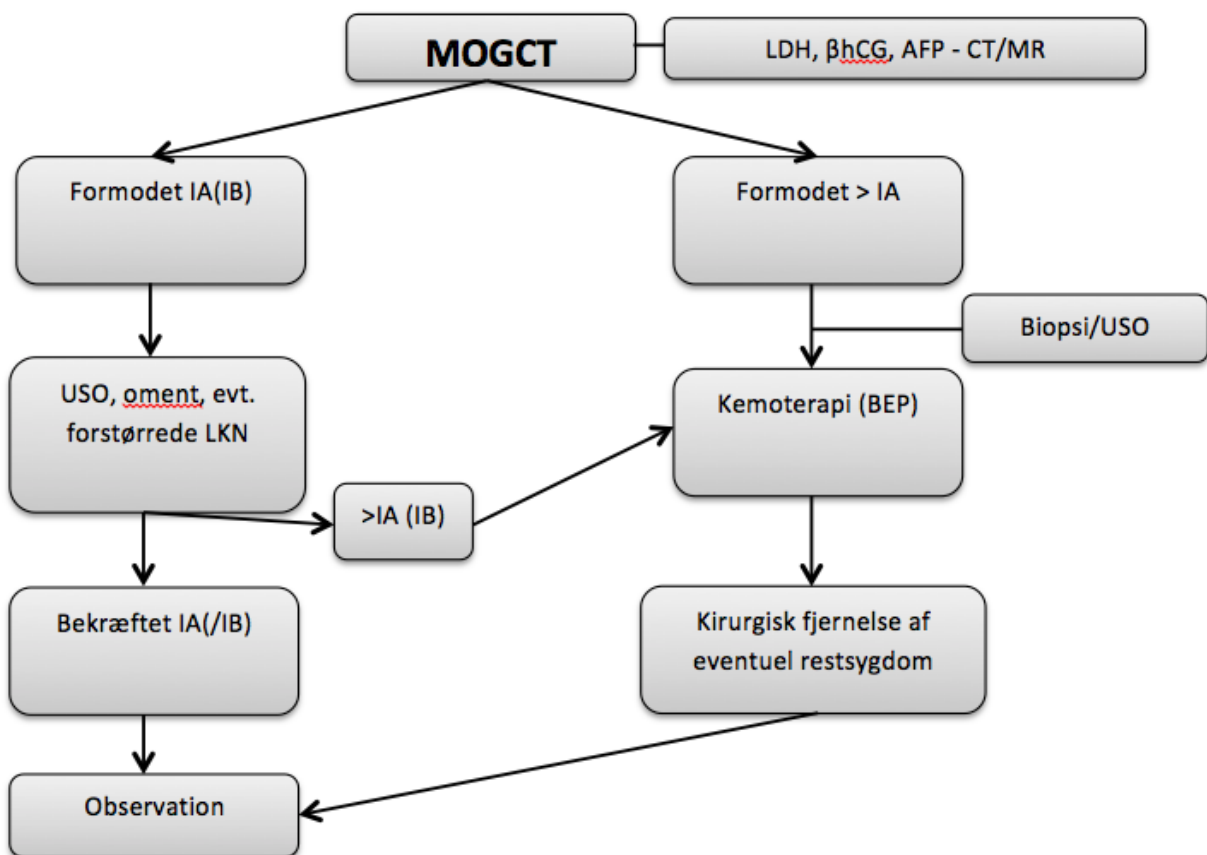 MOGCT
LDH, βhCG, AFP - CT/MR
Formodet IA(IB)
Formodet > IA
Biopsi/USO
USO, oment, evt.
forstørrede LKN
Kemoterapi (BEP)
>IA (IB)
Bekræftet IA(/IB)
Kirurgisk fjernelse af
eventuel restsygdom
Observation